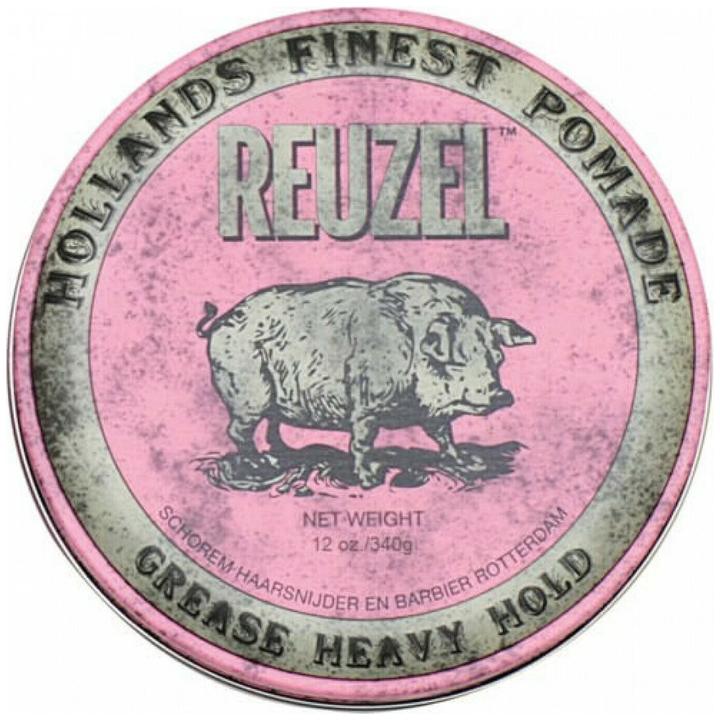 HOLLANDS FINEST POMADE
REUZEL™
NET WEIGHT
12 oz./340g
SCHOREM-HAARSNIJDER EN BARBIER ROTTERDAM
GREASE HEAVY HOLD